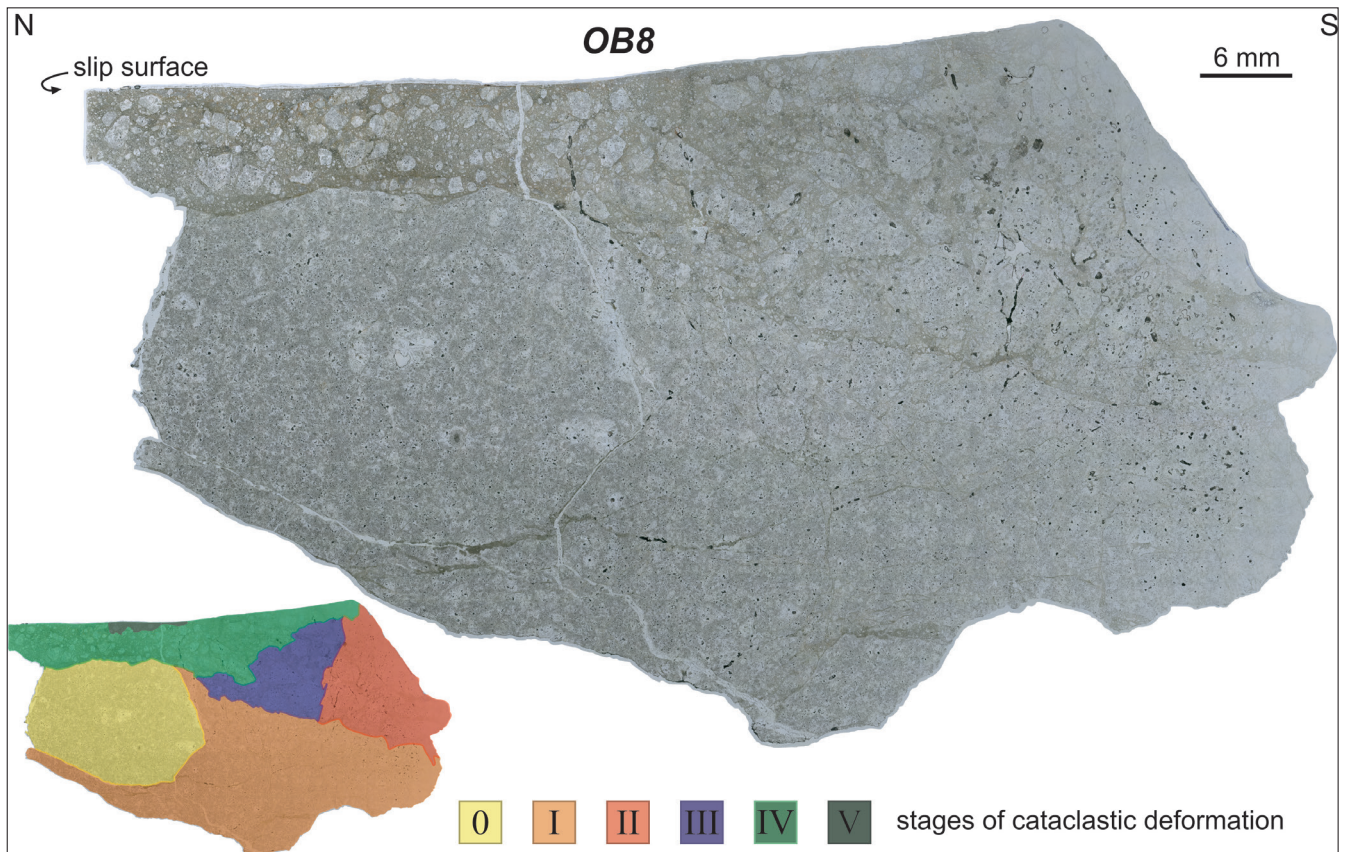 N
OB8
S
slip surface
6 mm
0 I II III IV V stages of cataclastic deformation